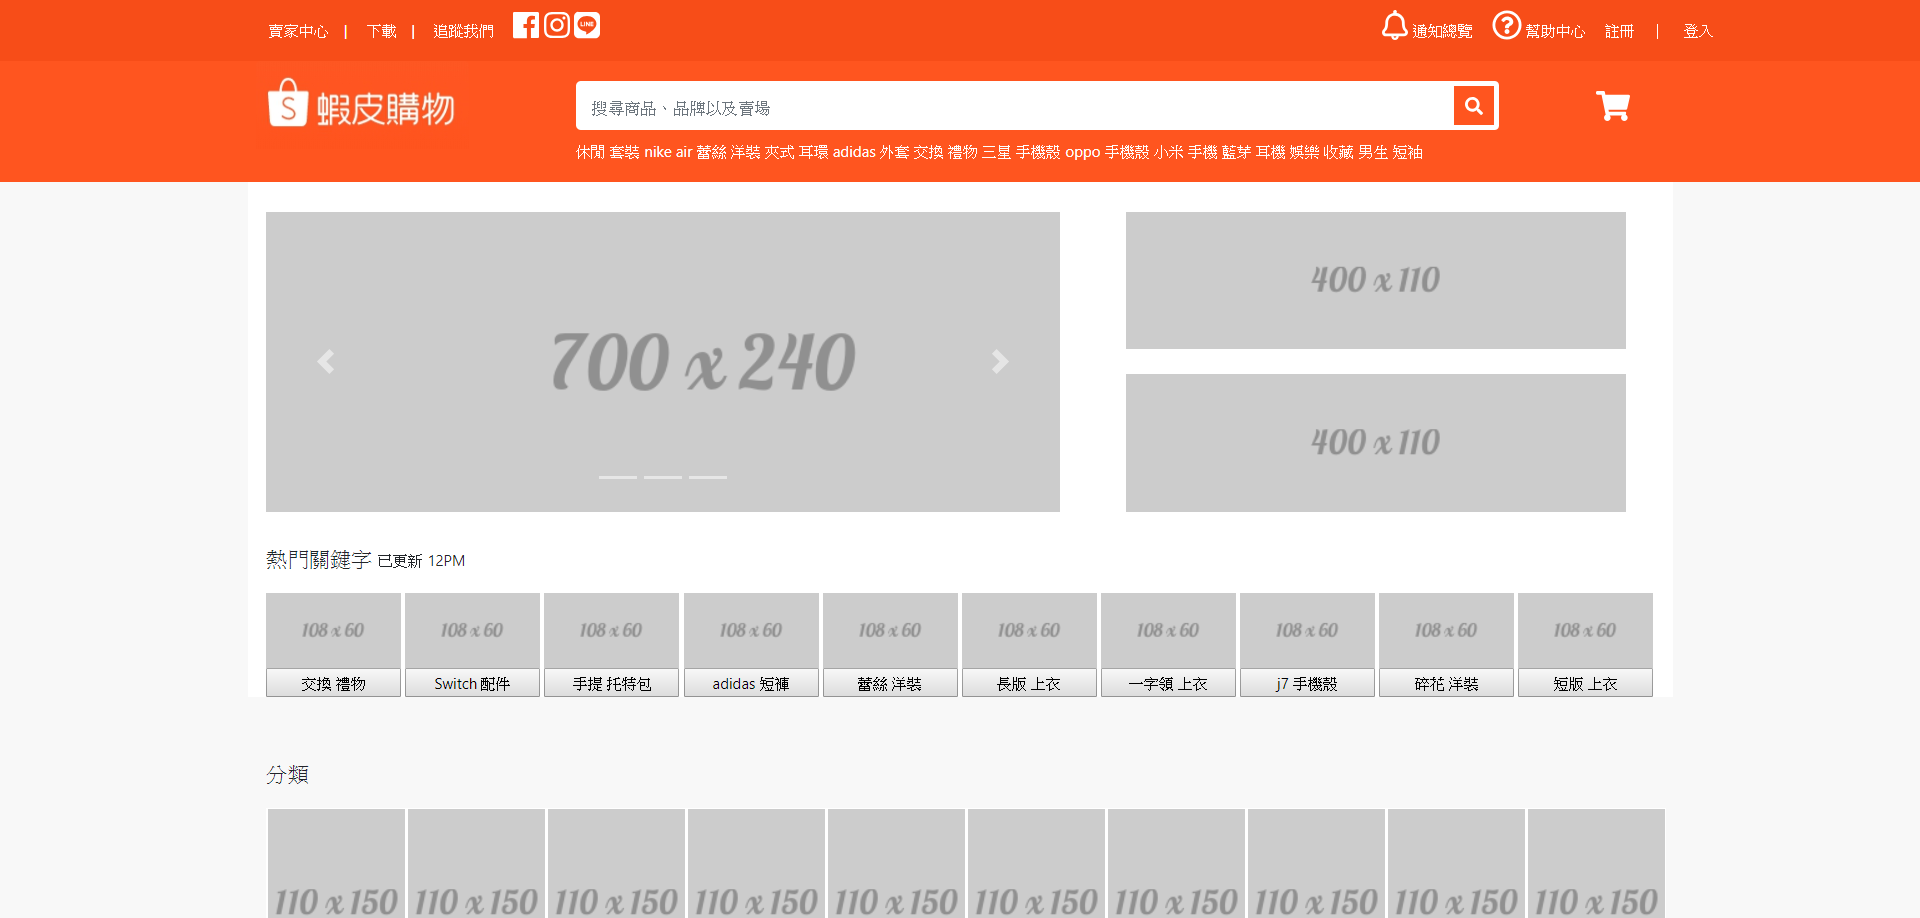 賣家中心 | 下載 | 追蹤我們 LINE 通知總覽 幫助中心 註冊 | 登入
S 蝦皮購物
搜尋商品、品牌以及賣場
休閒 套裝 nike air 蕾絲 洋裝 夾式 耳環 adidas 外套 交換 禮物 三星 手機殼 oppo 手機殼 小米 手機 藍芽 耳機 娛樂 收藏 男生 短袖
700 x 240
400 x 110
400 x 110
熱門關鍵字 已更新 12PM
108 x 60 108 x 60 108 x 60 108 x 60 108 x 60 108 x 60 108 x 60 108 x 60 108 x 60 108 x 60
交換 禮物 Switch 配件 手提 托特包 adidas 短褲 蕾絲 洋裝 長版 上衣 一字領 上衣 j7 手機殼 碎花 洋裝 短版 上衣
分類
110 x 150 110 x 150 110 x 150 110 x 150 110 x 150 110 x 150 110 x 150 110 x 150 110 x 150 110 x 150